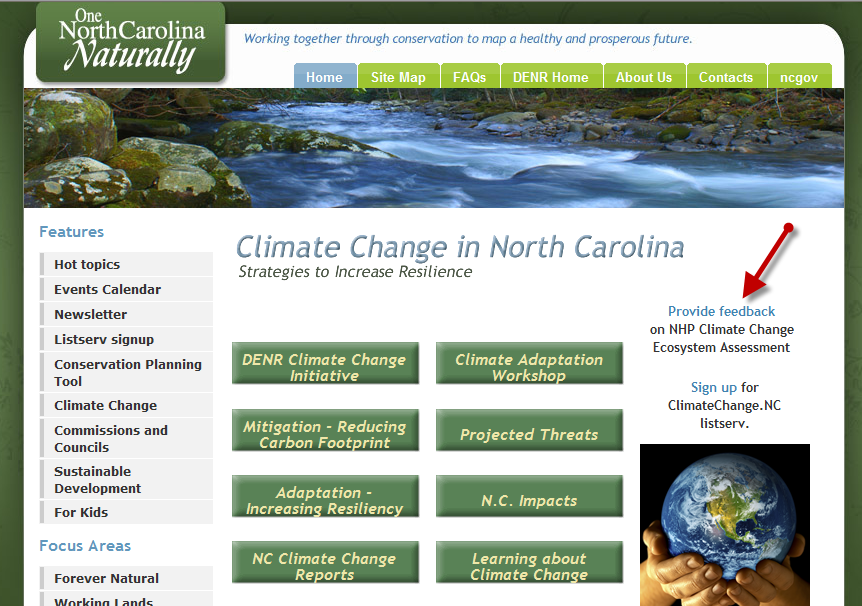 One
NorthCarolina
Naturally
Working together through conservation to map a healthy and prosperous future.
Home
Site Map
FAQs
DENR Home
About Us
Contacts
ncgov
Features
Hot topics
Events Calendar
Newsletter
Listserv signup
Conservation Planning
Tool
Climate Change
Commissions and
Councils
Sustainable
Development
For Kids
Focus Areas
Forever Natural
Working Lands
Climate Change in North Carolina
Strategies to Increase Resilience
DENR Climate Change
Initiative
Climate Adaptation
Workshop
Mitigation - Reducing
Carbon Footprint
Projected Threats
Adaptation -
Increasing Resiliency
N.C. Impacts
NC Climate Change
Reports
Learning about
Climate Change
Provide feedback
on NHP Climate Change
Ecosystem Assessment
Sign up for
ClimateChange.NC
listserv.